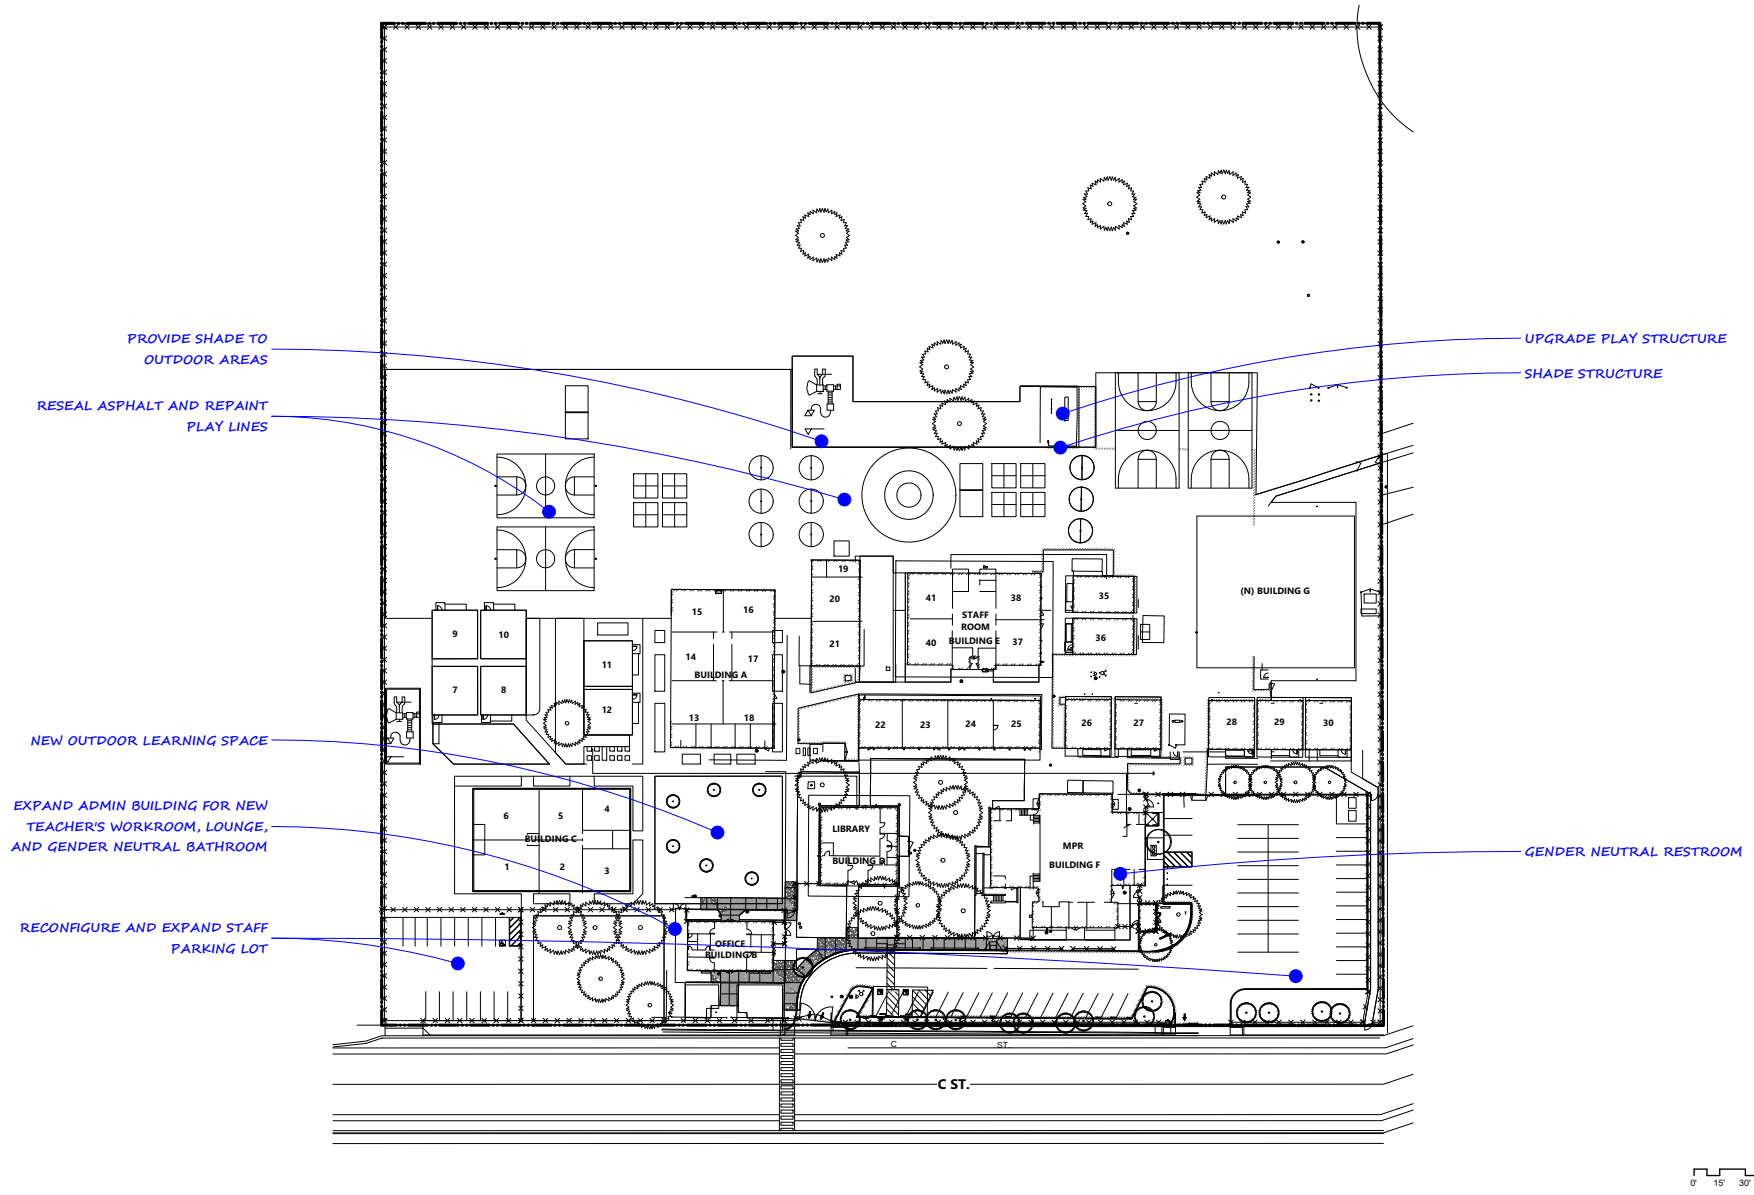 PROVIDE SHADE TO
OUTDOOR AREAS
RESEAL ASPHALT AND REPAINT
PLAY LINES
NEW OUTDOOR LEARNING SPACE
EXPAND ADMIN BUILDING FOR NEW
TEACHER'S WORKROOM, LOUNGE,
AND GENDER NEUTRAL BATHROOM
RECONFIGURE AND EXPAND STAFF
PARKING LOT
UPGRADE PLAY STRUCTURE
SHADE STRUCTURE
GENDER NEUTRAL RESTROOM
19
20
21
41
38
STAFF
ROOM
BUILDING E
40
37
35
36
(N) BUILDING G
9
10
7
8
11
12
15
16
14
17
BUILDING A
13
18
22
23
24
25
26
27
28
29
30
6
5
4
BUILDING C
1
2
3
LIBRARY
BUILDING D
MPR
BUILDING F
OFFICE
BUILDING B
C
ST.
C ST.
0'
15'
30'